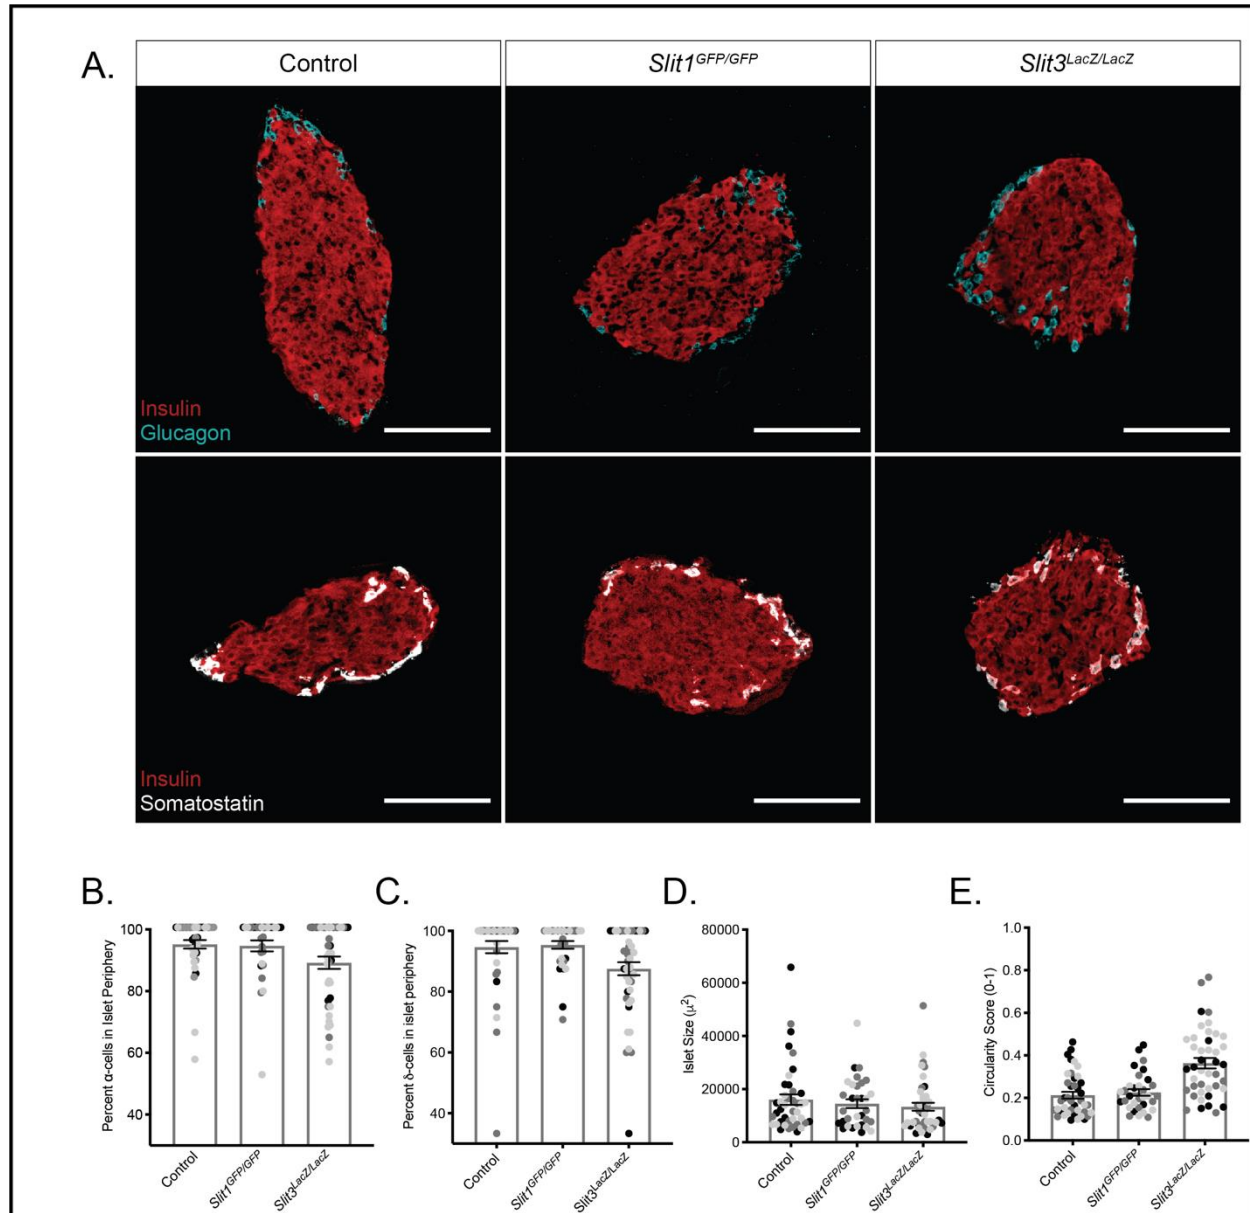 A.
Control
Slit1GFP/GFP
Slit3LacZ/LacZ
Insulin
Glucagon
Insulin
Somatostatin
B.
Percent α-cells in Islet Periphery
100
80
60
40
Control
Slit1GFP/GFP
Slit3LacZ/LacZ
C.
Percent δ-cells in islet periphery
100
80
60
40
Control
Slit1GFP/GFP
Slit3LacZ/LacZ
D.
Islet Size (μ²)
80000
60000
40000
20000
0
Control
Slit1GFP/GFP
Slit3LacZ/LacZ
E.
Circularity Score (0-1)
1.0
0.8
0.6
0.4
0.2
0.0
Control
Slit1GFP/GFP
Slit3LacZ/LacZ